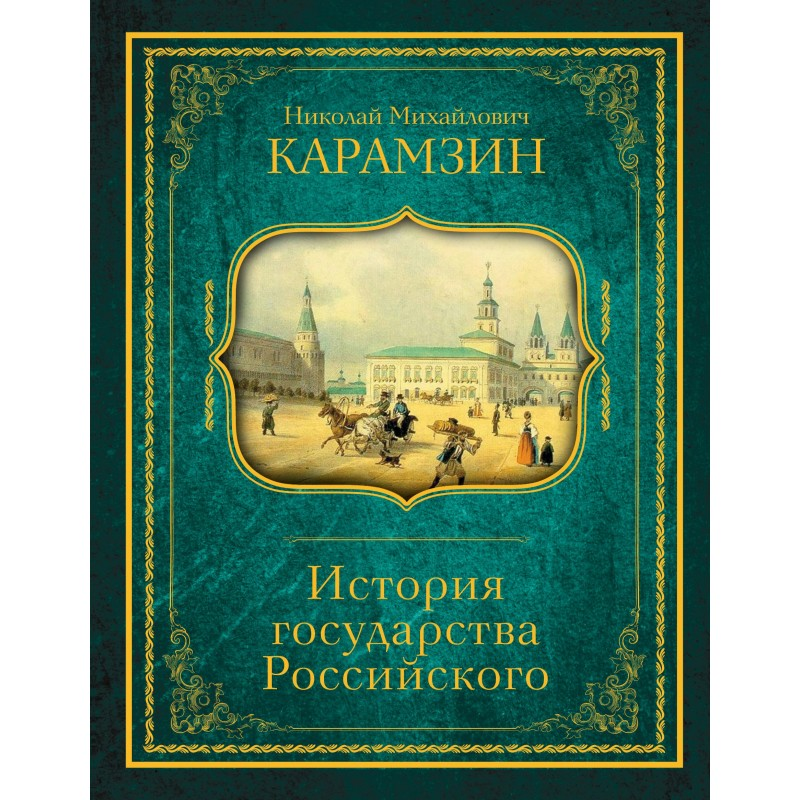 Николай Михайлович
КАРАМЗИН
История
государства
Российского